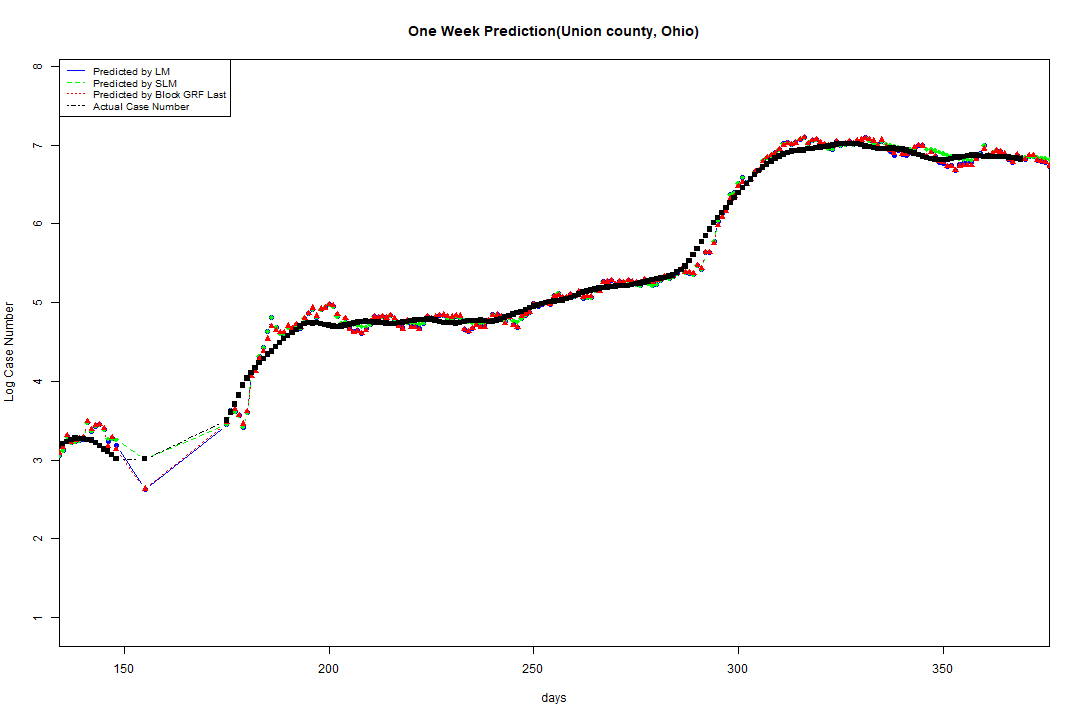 One Week Prediction(Union county, Ohio)
Predicted by LM
Predicted by SLM
Predicted by Block GRF Last
Actual Case Number
8
7
6
5
4
3
2
1
Log Case Number
150 200 250 300 350
days